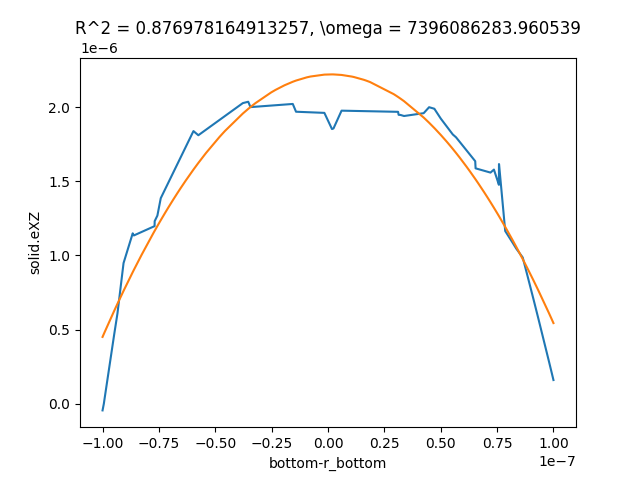 R^2 = 0.876978164913257, \omega = 7396086283.960539
1e−6
2.0
1.5
1.0
0.5
0.0
solid.eXZ
−1.00 −0.75 −0.50 −0.25 0.00 0.25 0.50 0.75 1.00
1e−7
bottom-r_bottom